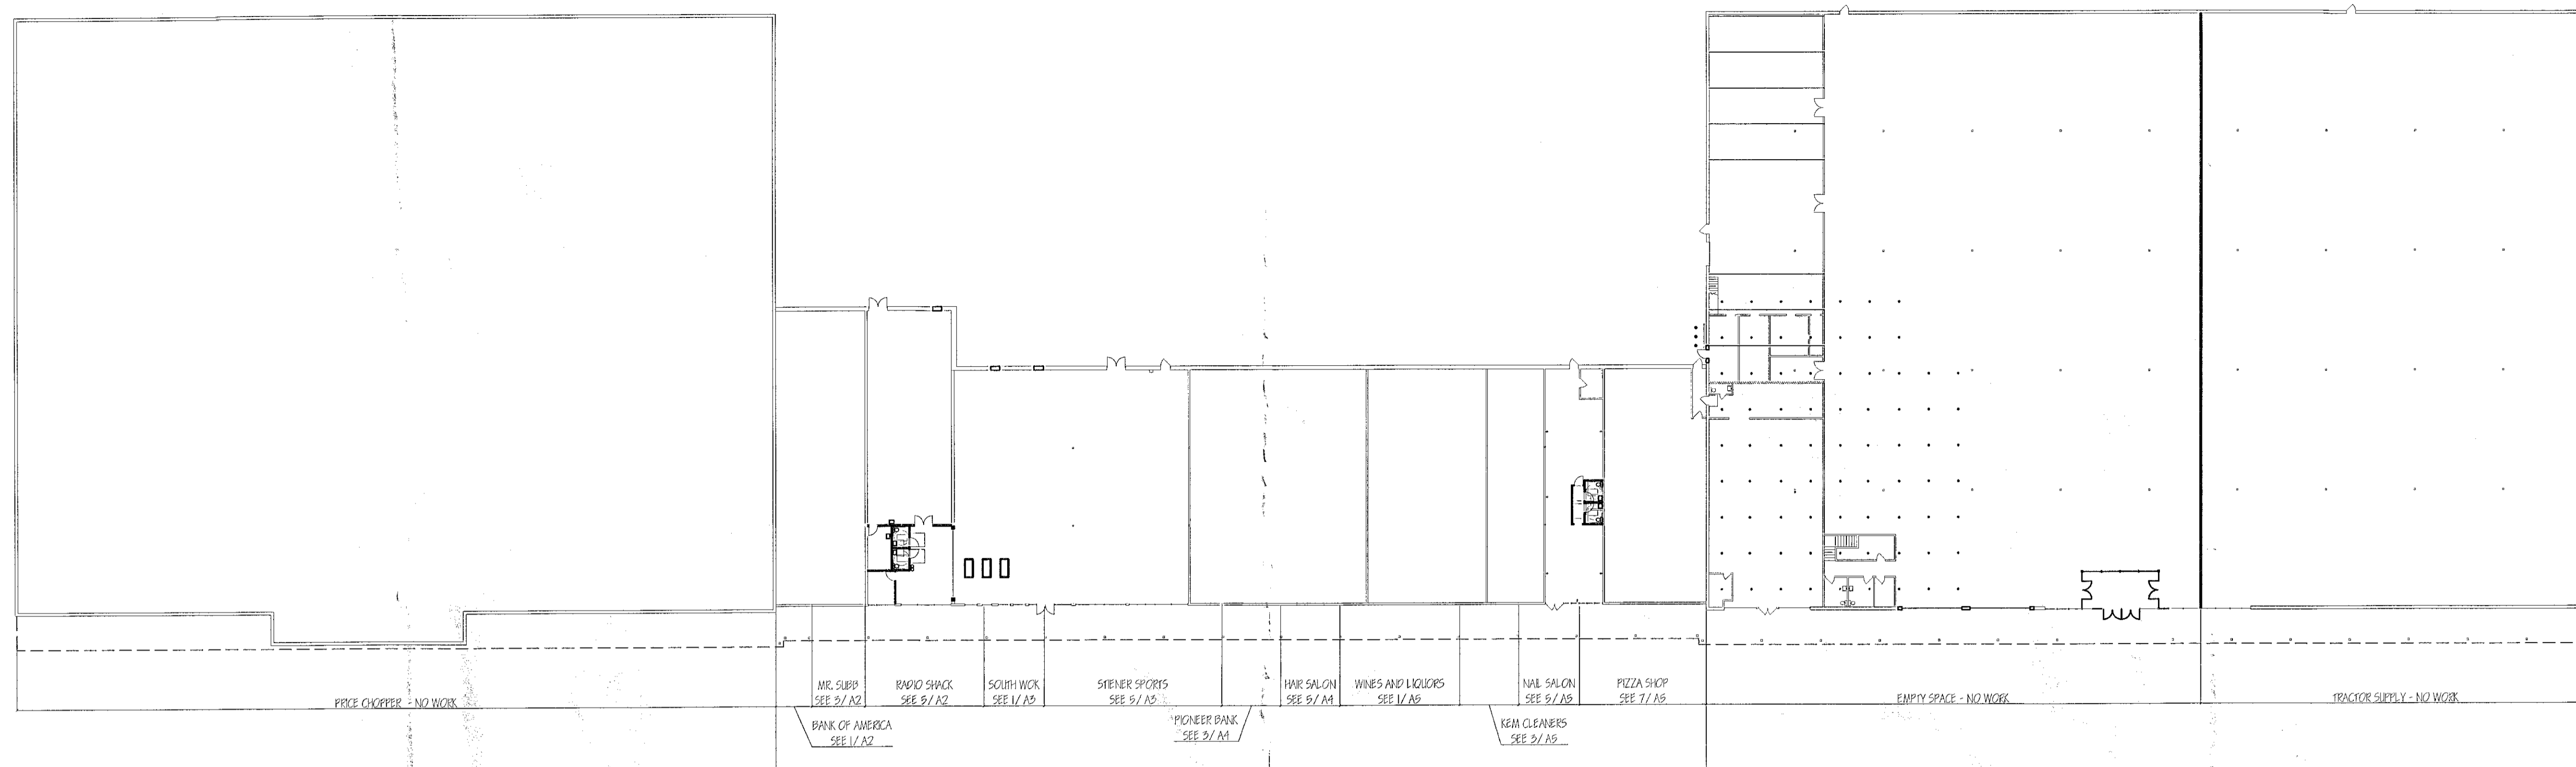 PRICE CHOPPER - NO WORK
MR. SUBB
SEE 3/A2
BANK OF AMERICA
SEE 1/A2
RADIO SHACK
SEE 5/A2
SOUTH WOK
SEE 1/A3
STIENER SPORTS
SEE 5/A3
PIONEER BANK
SEE 3/A4
HAIR SALON
SEE 5/A4
WINES AND LIQUORS
SEE 1/A5
KEM CLEANERS
SEE 3/A5
NAIL SALON
SEE 5/A5
PIZZA SHOP
SEE 7/A5
EMPTY SPACE - NO WORK
TRACTOR SUPPLY - NO WORK